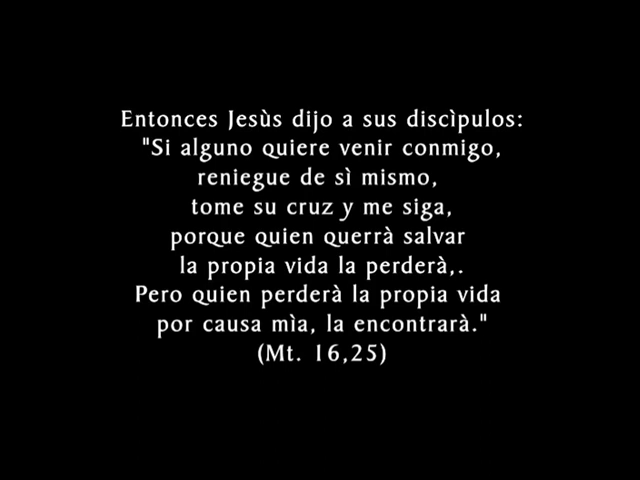 Entonces Jesùs dijo a sus discìpulos:
"Si alguno quiere venir conmigo,
reniegue de sì mismo,
tome su cruz y me siga,
porque quien querrà salvar
la propia vida la perderà,.
Pero quien perderà la propia vida
por causa mìa, la encontrarà."
(Mt. 16,25)